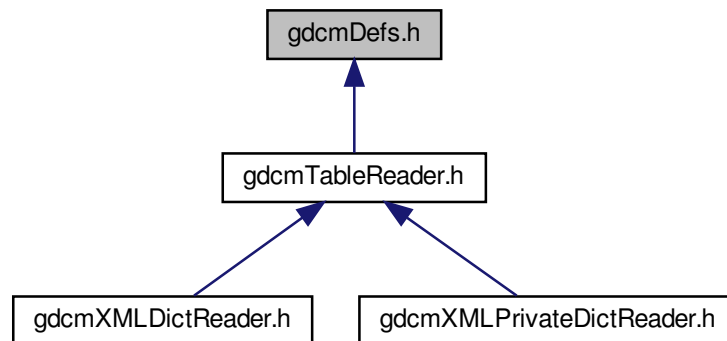 gdcmDefs.h
gdcmTableReader.h
gdcmXMLDictReader.h
gdcmXMLPrivateDictReader.h